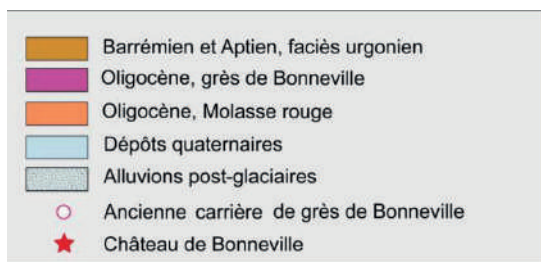 Barrémien et Aptien, faciès urgonien
Oligocène, grès de Bonneville
Oligocène, Molasse rouge
Dépôts quaternaires
Alluvions post-glaciaires
Ancienne carrière de grès de Bonneville
Château de Bonneville